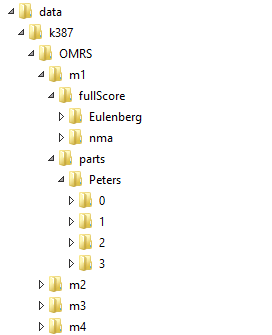 data
k387
OMRS
m1
fullScore
Eulenberg
nma
parts
Peters
0
1
2
3
m2
m3
m4